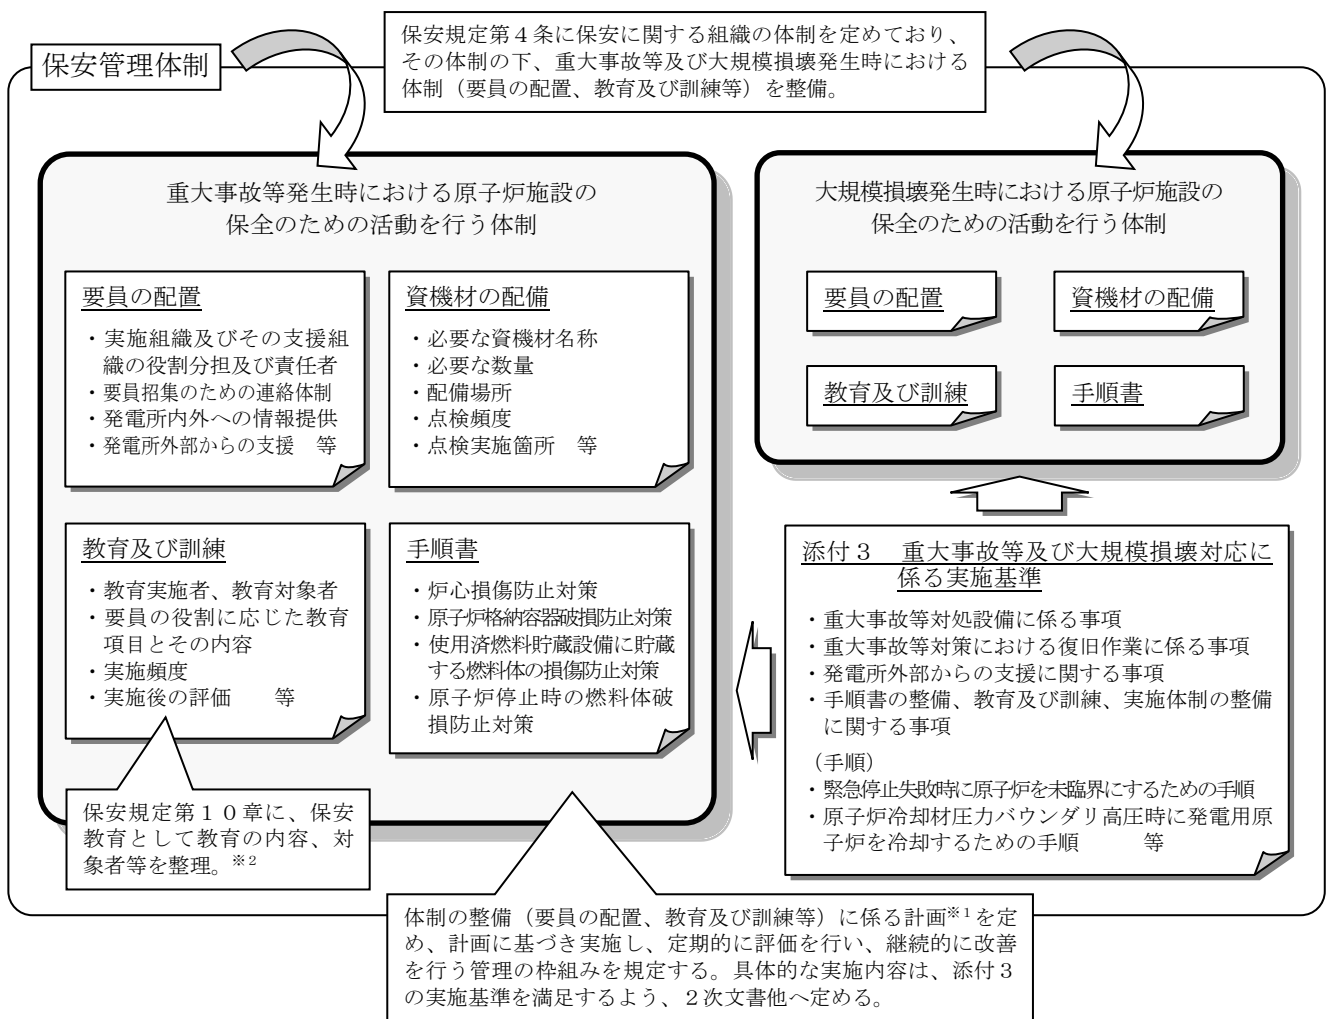 保安管理体制
保安規定第４条に保安に関する組織の体制を定めており、
その体制の下、重大事故等及び大規模損壊発生時における
体制（要員の配置、教育及び訓練等）を整備。
重大事故等発生時における原子炉施設の
保全のための活動を行う体制
要員の配置
・実施組織及びその支援組
織の役割分担及び責任者
・要員招集のための連絡体制
・発電所内外への情報提供
・発電所外部からの支援　等
資機材の配備
・必要な資機材名称
・必要な数量
・配備場所
・点検頻度
・点検実施箇所　等
教育及び訓練
・教育実施者、教育対象者
・要員の役割に応じた教育
項目とその内容
・実施頻度
・実施後の評価　　等
手順書
・炉心損傷防止対策
・原子炉格納容器破損防止対策
・使用済燃料貯蔵設備に貯蔵
する燃料体の損傷防止対策
・原子炉停止時の燃料体破
損防止対策
保安規定第１０章に、保安
教育として教育の内容、対
象者等を整理。※２
大規模損壊発生時における原子炉施設の
保全のための活動を行う体制
要員の配置
資機材の配備
教育及び訓練
手順書
添付３　重大事故等及び大規模損壊対応に
係る実施基準
・重大事故等対処設備に係る事項
・重大事故等対策における復旧作業に係る事項
・発電所外部からの支援に関する事項
・手順書の整備、教育及び訓練、実施体制の整備
に関する事項
（手順）
・緊急停止失敗時に原子炉を未臨界にするための手順
・原子炉冷却材圧力バウンダリ高圧時に発電用原
子炉を冷却するための手順　　　等
体制の整備（要員の配置、教育及び訓練等）に係る計画※１を定
め、計画に基づき実施し、定期的に評価を行い、継続的に改善
を行う管理の枠組みを規定する。具体的な実施内容は、添付３
の実施基準を満足するよう、２次文書他へ定める。